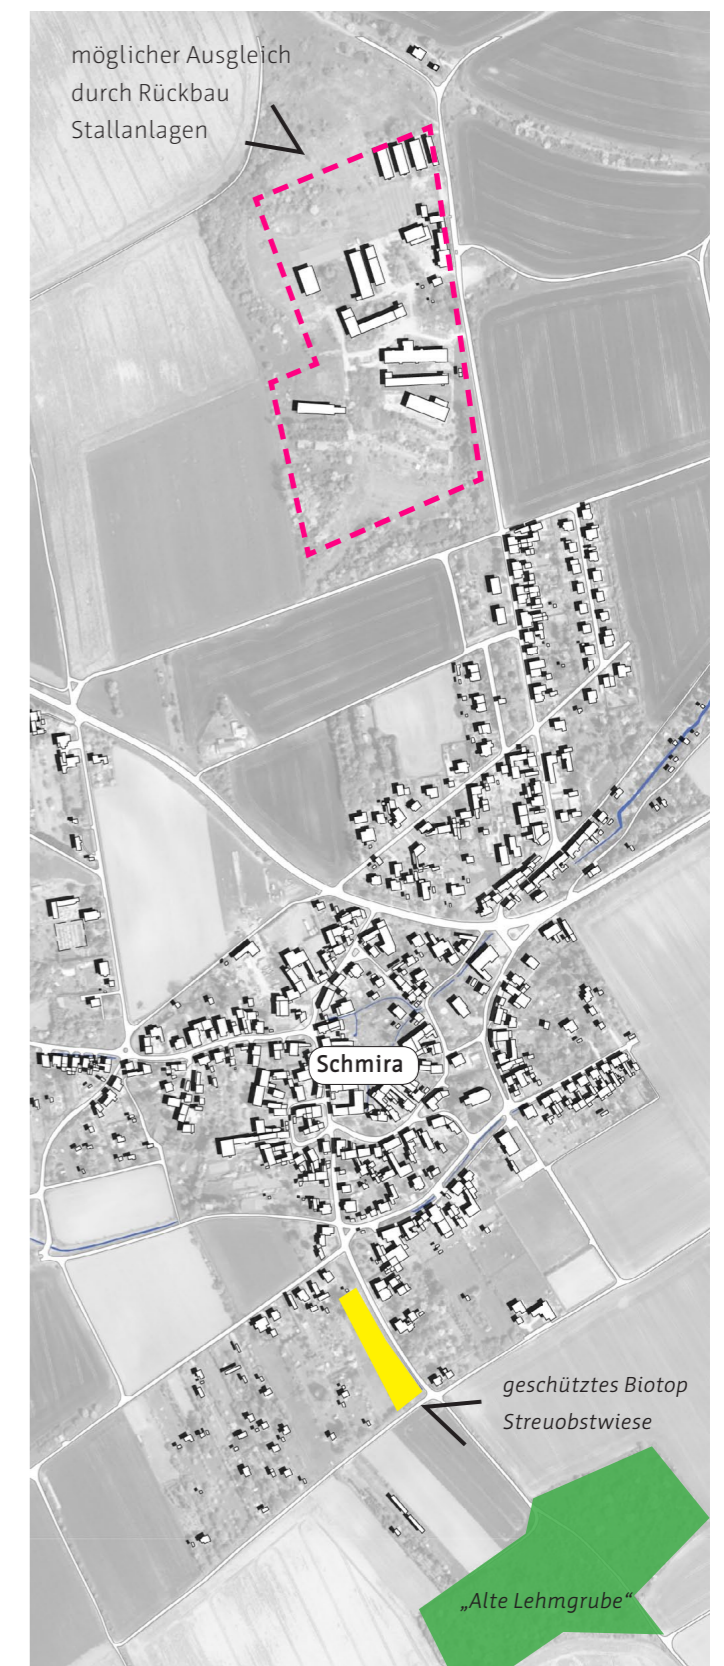 möglicher Ausgleich
durch Rückbau
Stallanlagen
Schmira
geschütztes Biotop
Streuobstwiese
„Alte Lehmgrube“